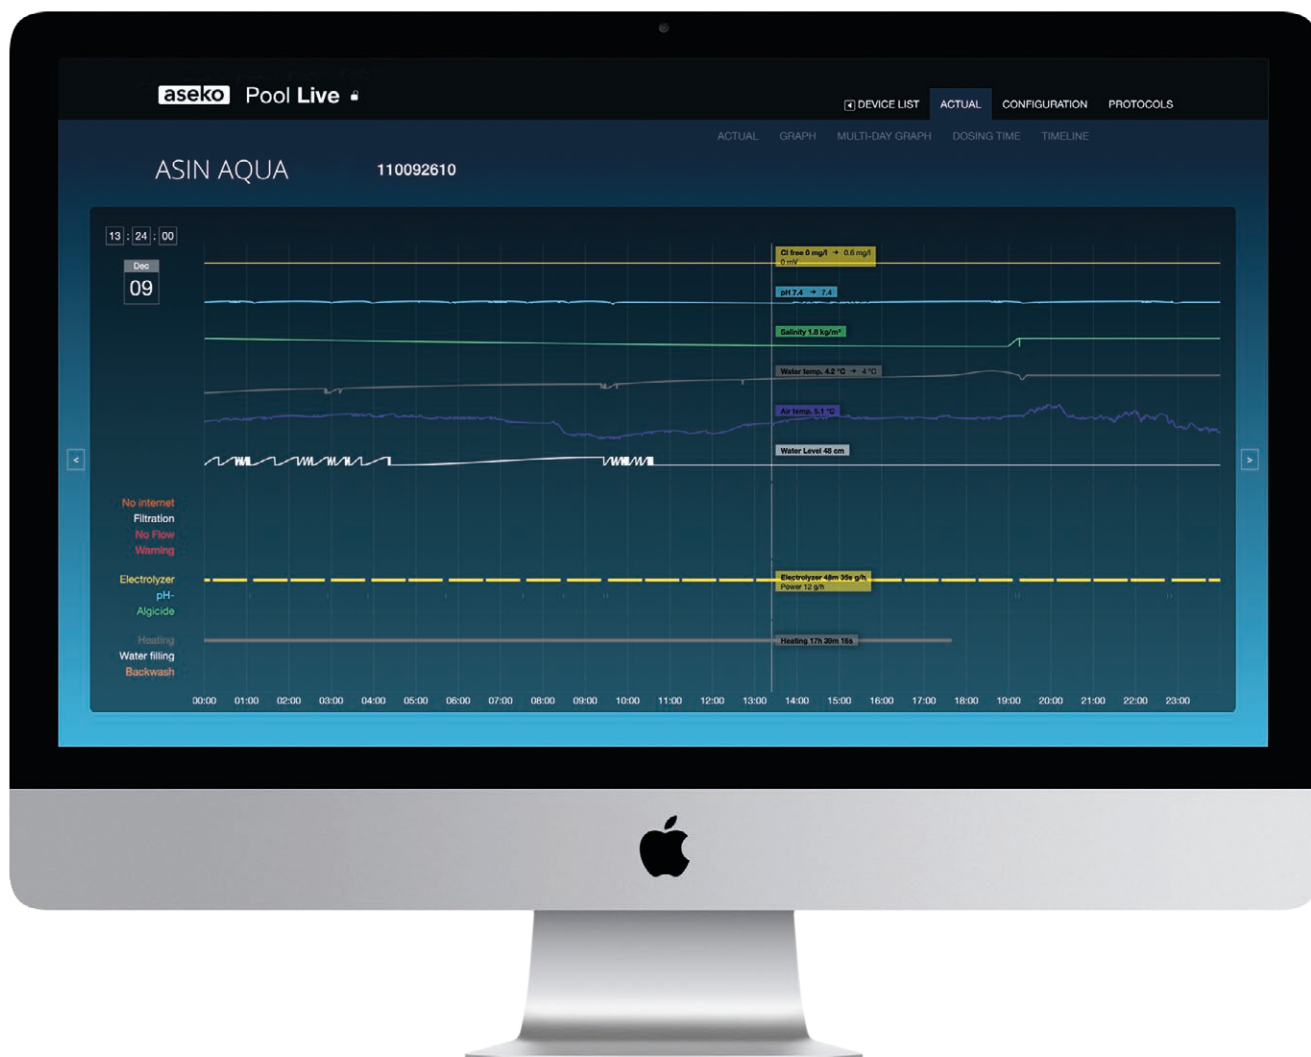 aseko Pool Live
DEVICE LIST ACTUAL CONFIGURATION PROTOCOLS
ACTUAL GRAPH MULTI-DAY GRAPH DOSING TIME TIMELINE
ASIN AQUA 110092610
13 : 24 : 00
Dec
09
Cl free 0 mg/l ➔ 0.6 mg/l
0 mV
pH 7.4 ➔ 7.4
Salinity 1.8 kg/m³
Water temp. 4.2 °C ➔ 4 °C
Air temp. 5.1 °C
Water Level 48 cm
< >
No internet
Filtration
No Flow
Warning
Electrolyzer
pH-
Algicide
Electrolyzer 48m 35s g/h
Power 12 g/h
Heating
Water filling
Backwash
Heating 17h 39m 16s
00:00 01:00 02:00 03:00 04:00 05:00 06:00 07:00 08:00 09:00 10:00 11:00 12:00 13:00 14:00 15:00 16:00 17:00 18:00 19:00 20:00 21:00 22:00 23:00